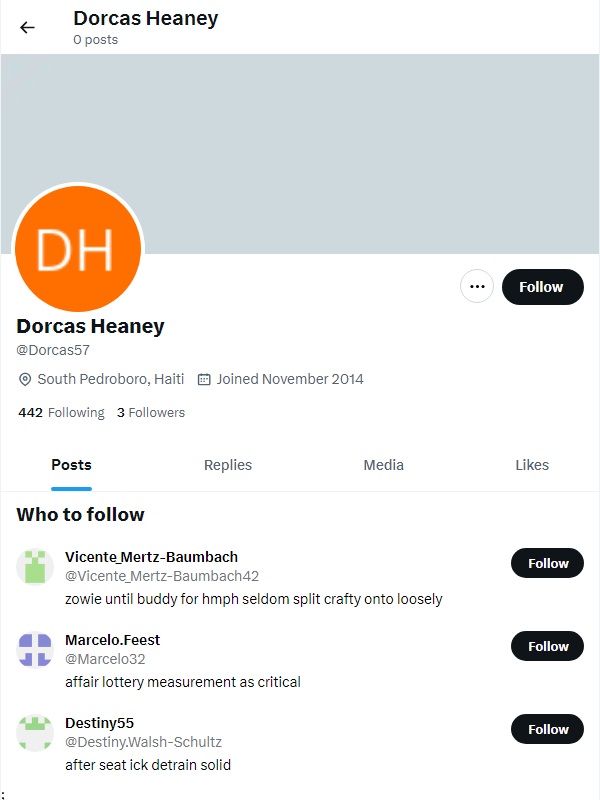 Dorcas Heaney
0 posts
DH
Follow
Dorcas Heaney
@Dorcas57
South Pedroboro, Haiti Joined November 2014
442 Following 3 Followers
Posts Replies Media Likes
Who to follow
Vicente_Mertz-Baumbach
@Vicente_Mertz-Baumbach42
Follow
zowie until buddy for hmph seldom split crafty onto loosely
Marcelo.Feest
@Marcelo32
Follow
affair lottery measurement as critical
Destiny55
@Destiny.Walsh-Schultz
Follow
after seat ick detrain solid
;